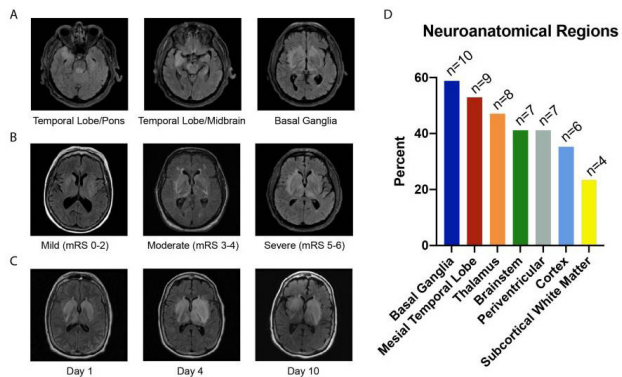 A
Temporal Lobe/Pons
Temporal Lobe/Midbrain
Basal Ganglia
B
Mild (mRS 0-2)
Moderate (mRS 3-4)
Severe (mRS 5-6)
C
Day 1
Day 4
Day 10
D
Neuroanatomical Regions
Percent
60
40
20
0
n=10
n=9
n=8
n=7
n=7
n=6
n=4
Basal Ganglia
Mesial Temporal Lobe
Thalamus
Brainstem
Periventricular
Cortex
Subcortical White Matter